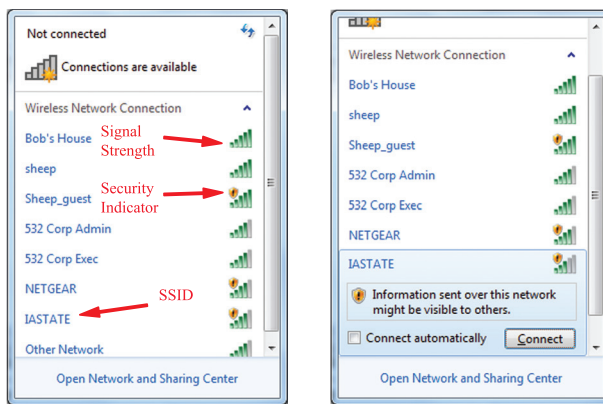 Not connected
Connections are available
Wireless Network Connection
Bob's House
Signal
Strength
sheep
Sheep_guest
Security
Indicator
532 Corp Admin
532 Corp Exec
NETGEAR
SSID
IASTATE
Other Network
Open Network and Sharing Center
Wireless Network Connection
Bob's House
sheep
Sheep_guest
532 Corp Admin
532 Corp Exec
NETGEAR
IASTATE
Information sent over this network
might be visible to others.
Connect automatically
Connect
Open Network and Sharing Center